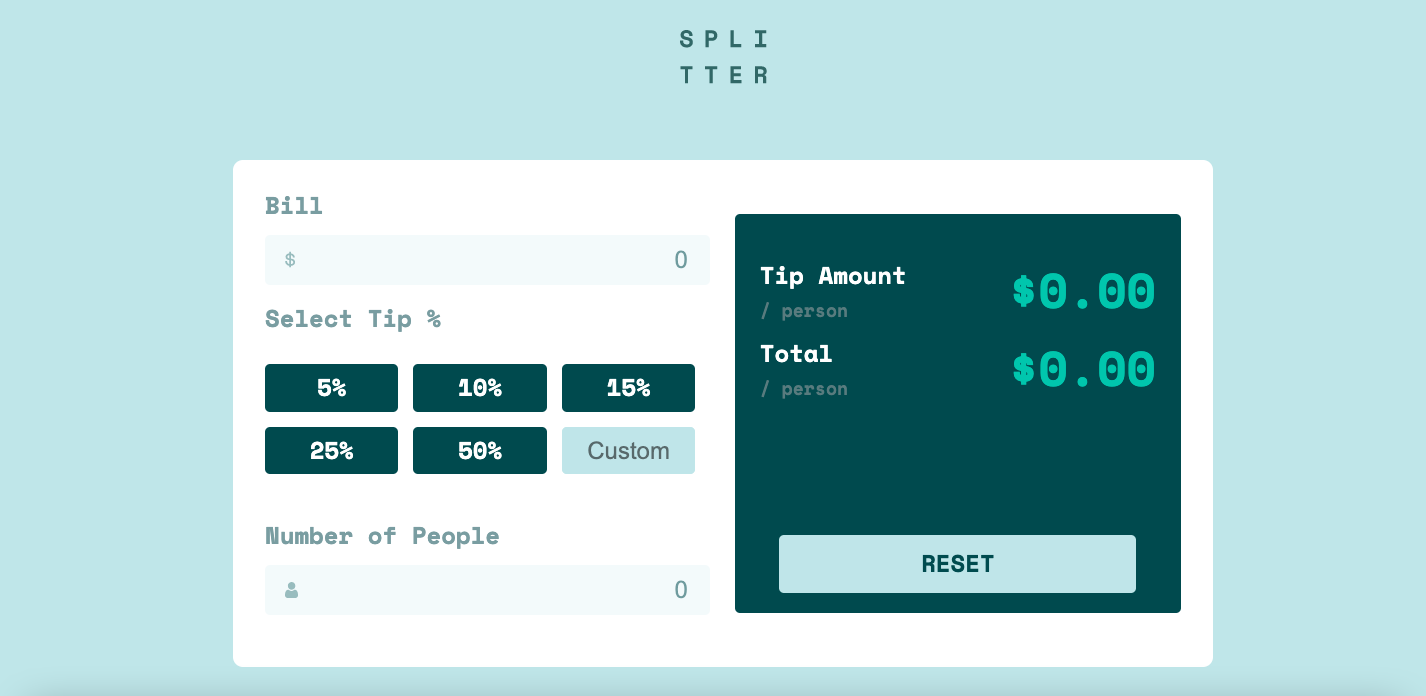 S P L I
T T E R
Bill
$ 0
Select Tip %
5% 10% 15%
25% 50% Custom
Number of People
0
Tip Amount
/ person
$0.00
Total
/ person
$0.00
RESET